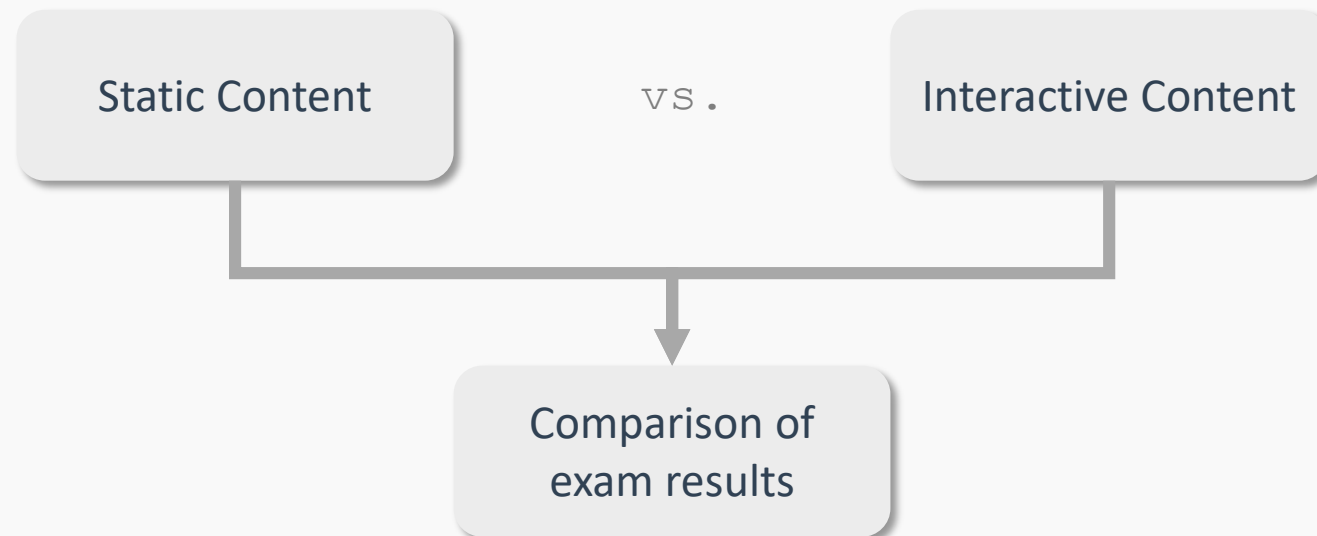 Static Content
vs.
Interactive Content
Comparison of
exam results